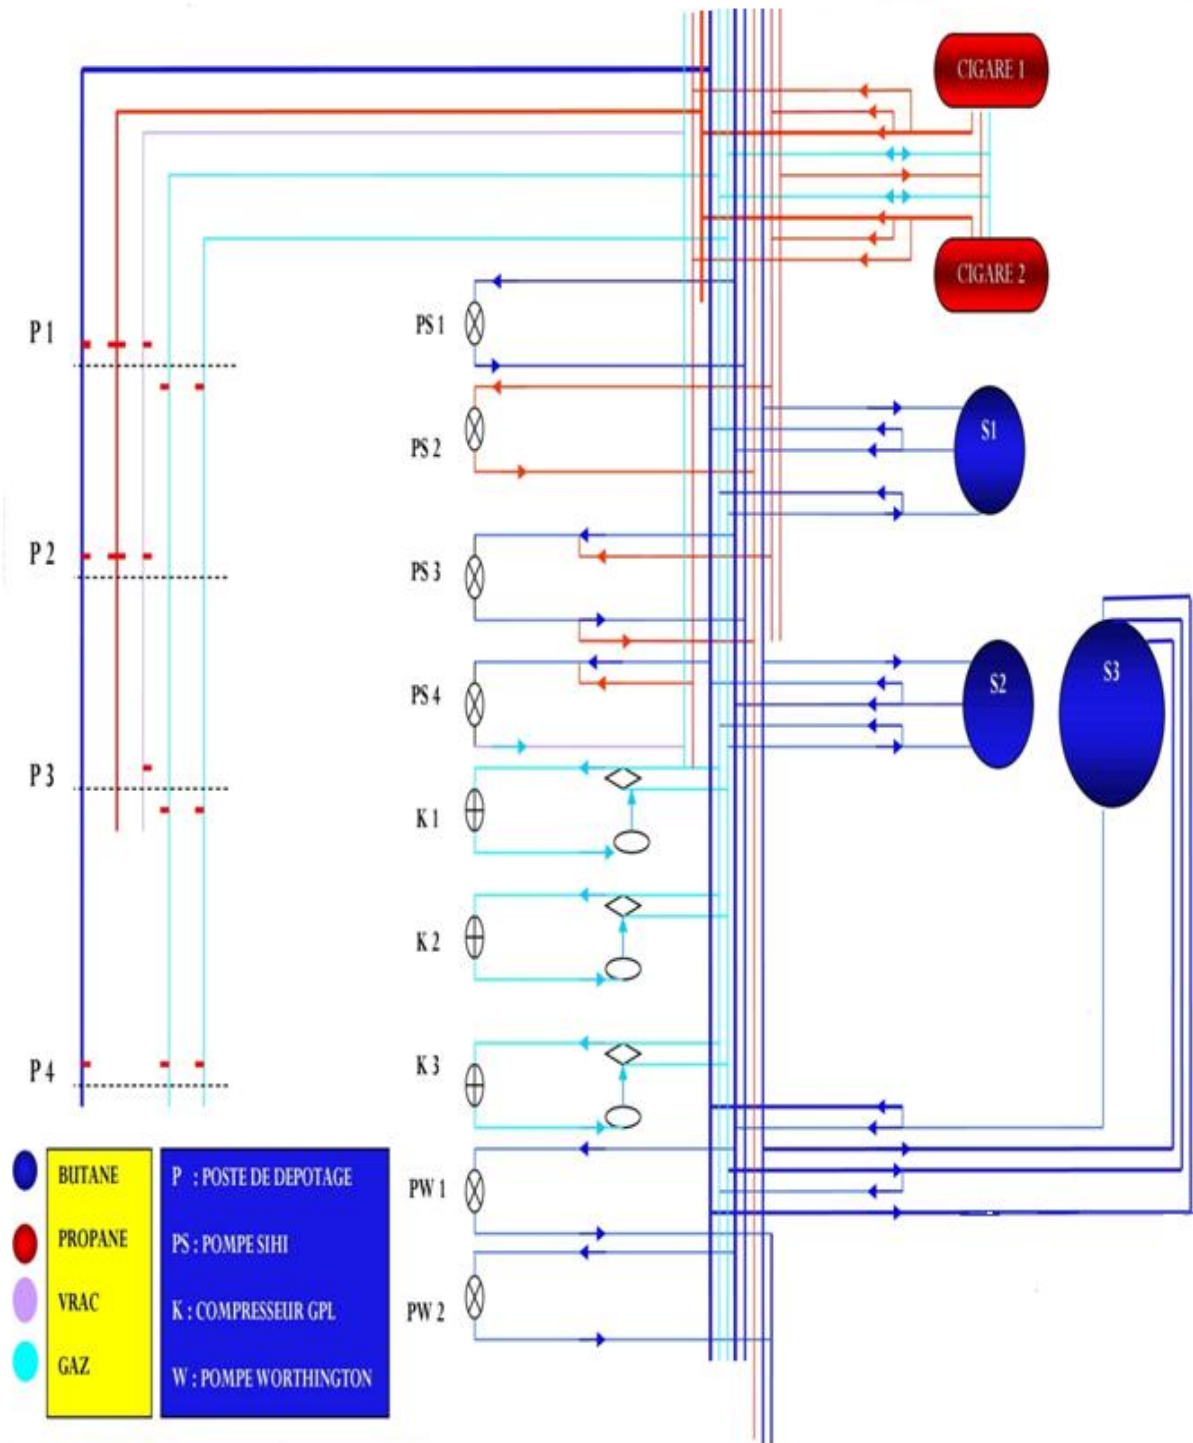 CIGARE 1
CIGARE 2
P 1
PS 1
PS 2
S1
P 2
PS 3
PS 4
S2
S3
P 3
K 1
K 2
K 3
P 4
PW 1
PW 2
BUTANE
PROPANE
VRAC
GAZ
P : POSTE DE DEPOTAGE
PS : POMPE SIHI
K : COMPRESSEUR GPL
W : POMPE WORTHINGTON